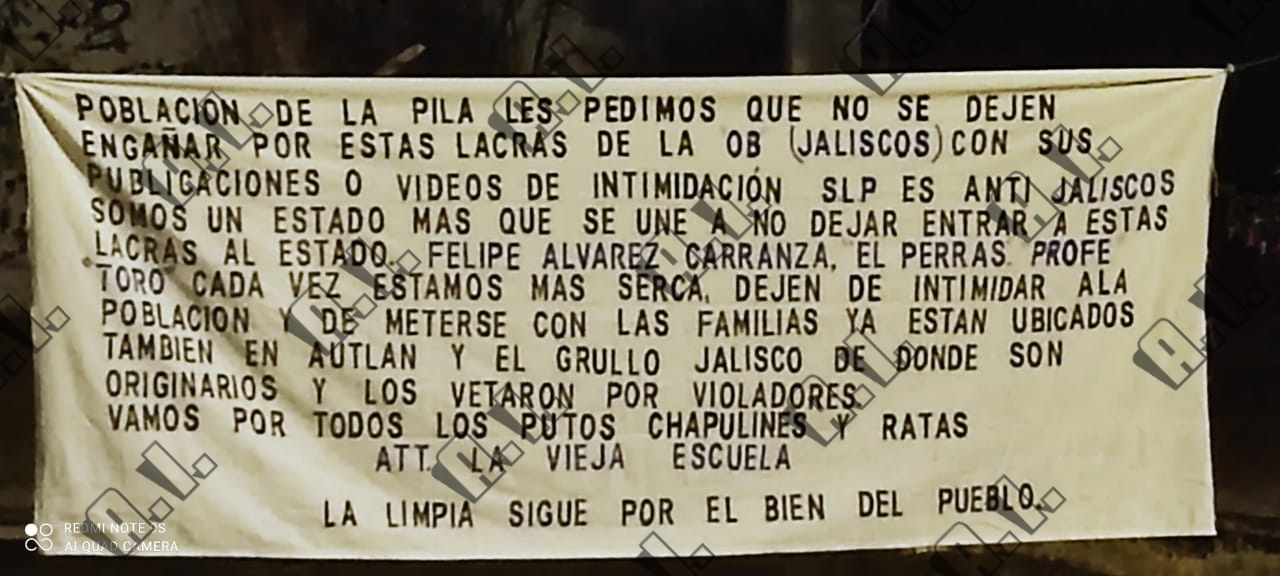 POBLACION DE LA PILA LES PEDIMOS QUE NO SE DEJEN
ENGAÑAR POR ESTAS LACRAS DE LA OB (JALISCOS) CON SUS
PUBLICACIONES O VIDEOS DE INTIMIDACIÓN SLP ES ANTI JALISCOS
SOMOS UN ESTADO MAS QUE SE UNE A NO DEJAR ENTRAR A ESTAS
LACRAS AL ESTADO. FELIPE ALVAREZ CARRANZA, EL PERRAS PROFE
TORO CADA VEZ ESTAMOS MAS SERCA, DEJEN DE INTIMIDAR ALA
POBLACION Y DE METERSE CON LAS FAMILIAS YA ESTAN UBICADOS
TAMBIEN EN AUTLAN Y EL GRULLO JALISCO DE DONDE SON
ORIGINARIOS Y LOS VETARON POR VIOLADORES
VAMOS POR TODOS LOS PUTOS CHAPULINES Y RATAS
ATT. LA VIEJA ESCUELA
LA LIMPIA SIGUE POR EL BIEN DEL PUEBLO.
REDMI NOTE 9S
AI QUAD CAMERA
A.I.